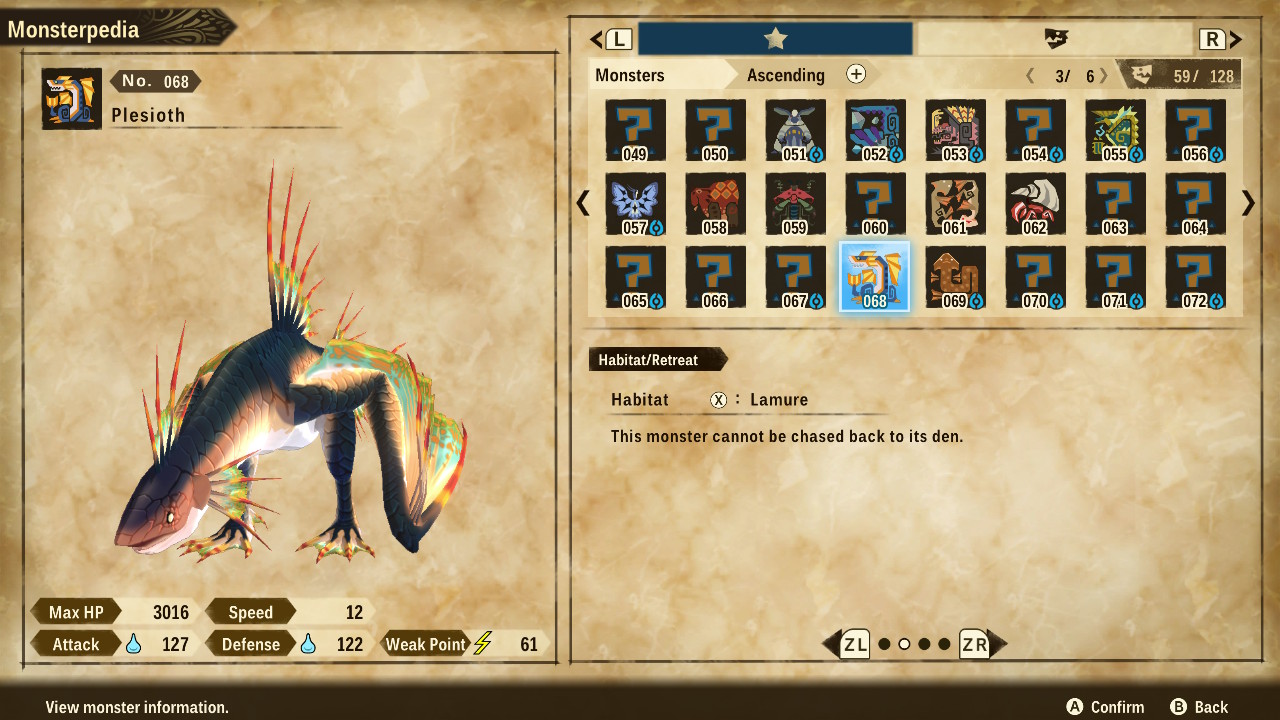 Monsterpedia
No. 068
Plesioth
Max HP 3016 Speed 12
Attack 127 Defense 122 Weak Point 61
L R
Monsters Ascending 3/ 6 59/ 128
049 050 051 052 053 054 055 056
057 058 059 060 061 062 063 064
065 066 067 068 069 070 071 072
Habitat/Retreat
Habitat X : Lamure
This monster cannot be chased back to its den.
ZL ZR
View monster information. A Confirm B Back